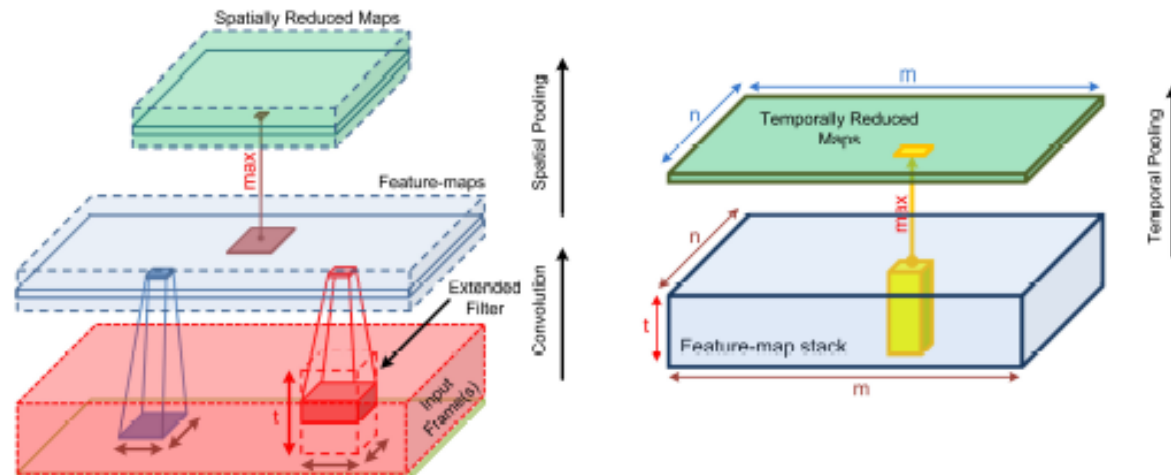 Spatially Reduced Maps
max
Spatial Pooling
Feature-maps
Extended
Filter
Convolution
t
Input
Frame(s)
m
n
Temporally Reduced
Maps
max
Temporal Pooling
n
t
Feature-map stack
m